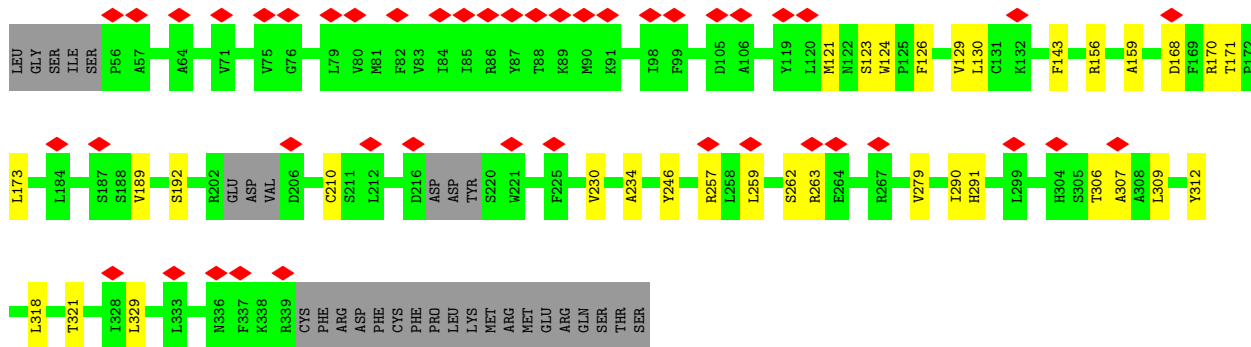 LEU GLY SER ILE SER P56 A57 A64 V71 V75 G76 L79 V80 M81 F82 V83 I84 I85 R86 Y87 T88 K89 M90 K91 I98 F99 D105 A106 Y119 L120 M121 N122 S123 W124 P125 F126 V129 L130 C131 K132 F143 R156 A159 D168 F169 R170 T171 P172
L173 L184 S187 S188 V189 S192 R202 GLU ASP VAL D206 C210 S211 L212 D216 ASP ASP TYR S220 W221 F225 V230 A234 Y246 R257 L258 L259 S262 R263 E264 R267 V279 I290 H291 L299 H304 S305 T306 A307 A308 L309 Y312
L318 T321 I328 L329 L333 N336 F337 K338 R339 CYS PHE ARG ASP PHE CYS PHE PRO LEU LYS MET ARG MET GLU ARG GLN SER THR SER